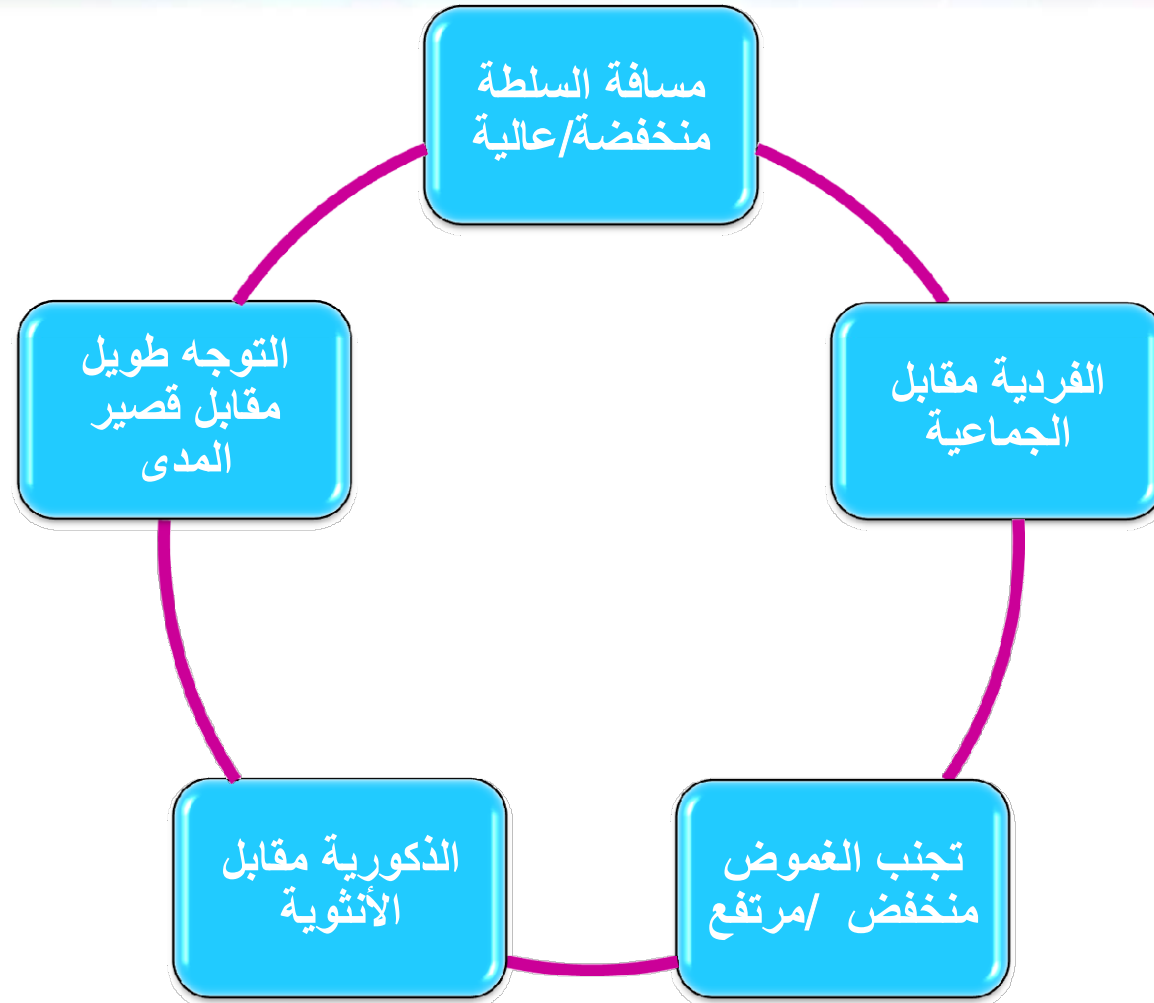 مسافة السلطة
منخفضة/عالية
الفردية مقابل
الجماعية
تجنب الغموض
منخفض /مرتفع
الذكورية مقابل
الأنثوية
التوجه طويل
مقابل قصير
المدى